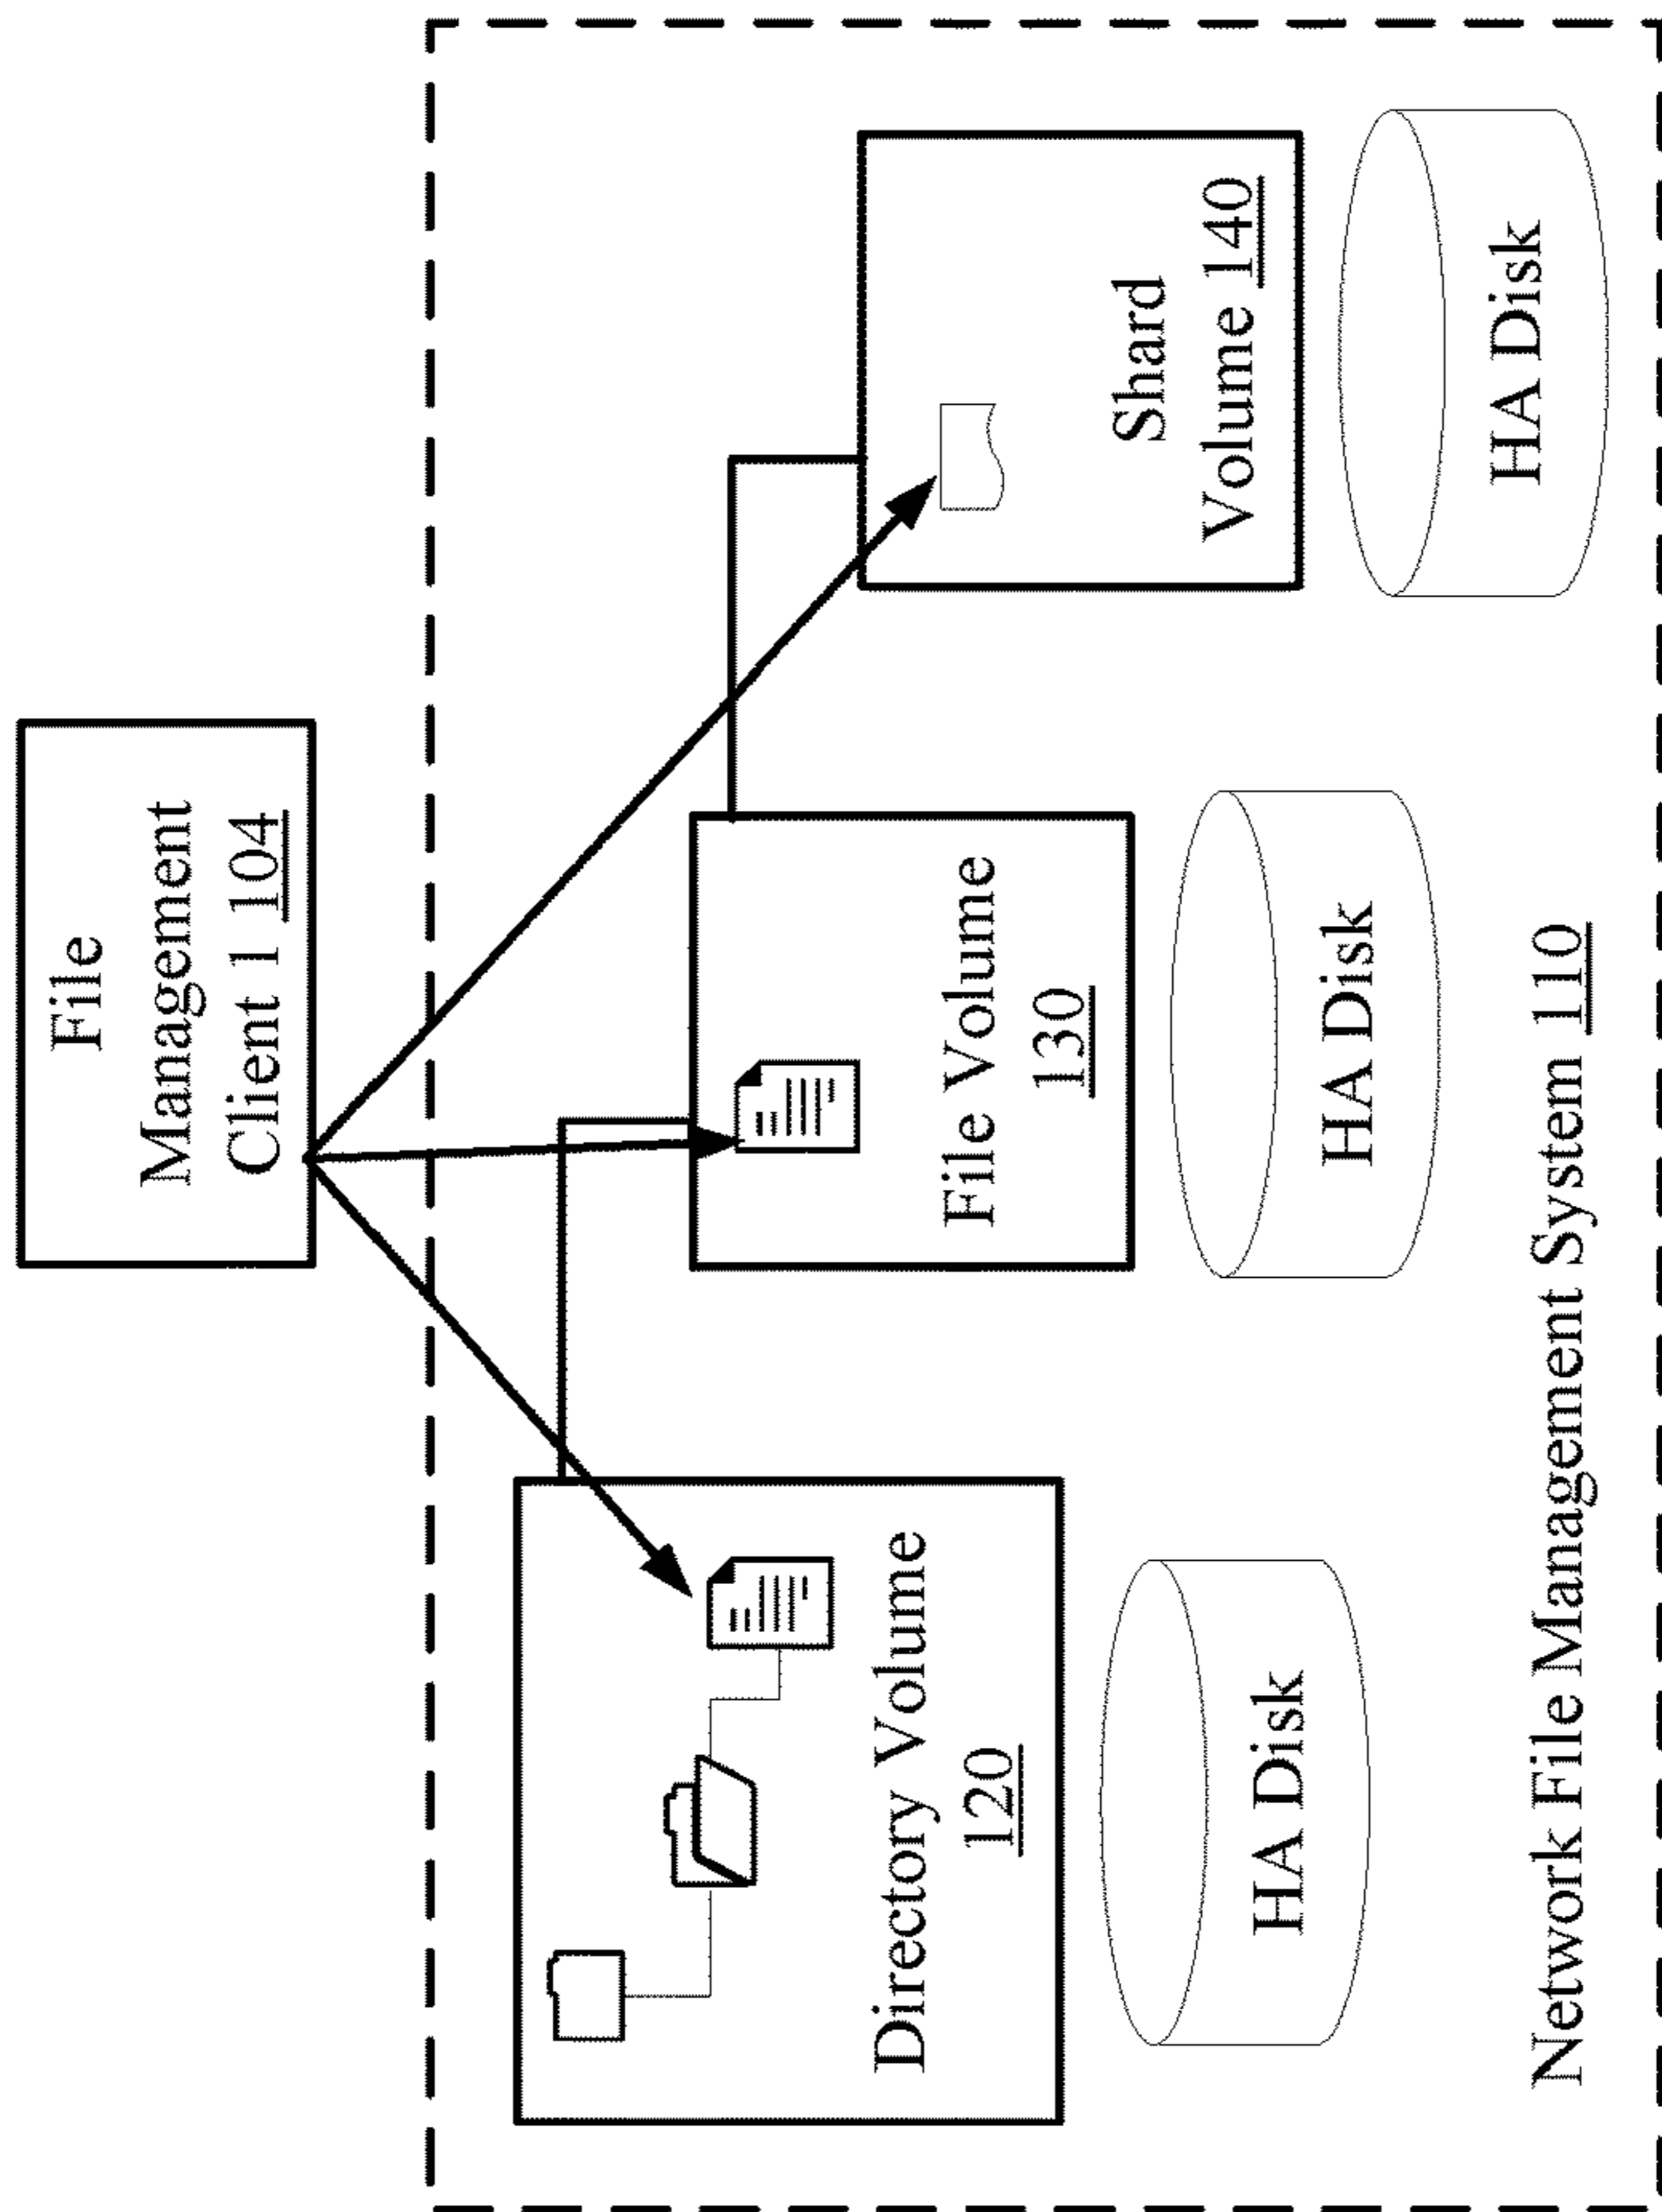 File
Management
Client 1 104
Directory Volume
120
File Volume
130
Shard
Volume 140
HA Disk
HA Disk
HA Disk
Network File Management System 110